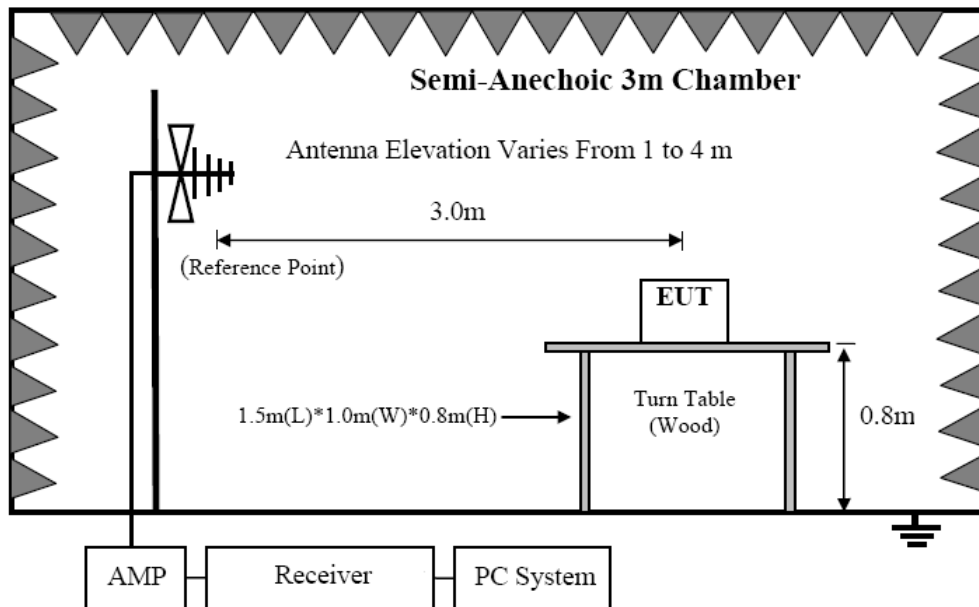 Semi-Anechoic 3m Chamber
Antenna Elevation Varies From 1 to 4 m
3.0m
(Reference Point)
EUT
1.5m(L)*1.0m(W)*0.8m(H)
Turn Table
(Wood)
0.8m
AMP
Receiver
PC System